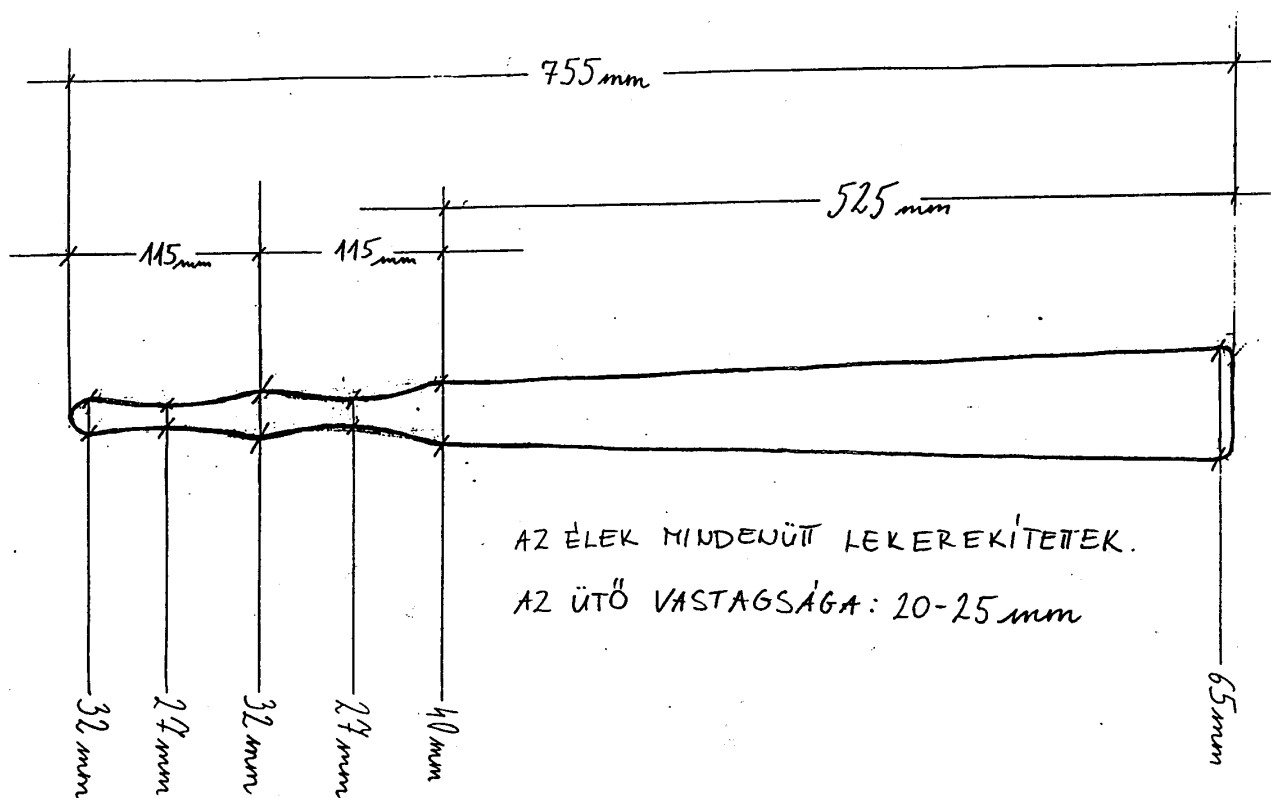 755 mm
525 mm
115 mm
115 mm
AZ ÉLEK MINDENÜTT LEKEREKÍTETTEK.
AZ ÜTŐ VASTAGSÁGA: 20-25 mm
32 mm
27 mm
32 mm
27 mm
40 mm
65 mm